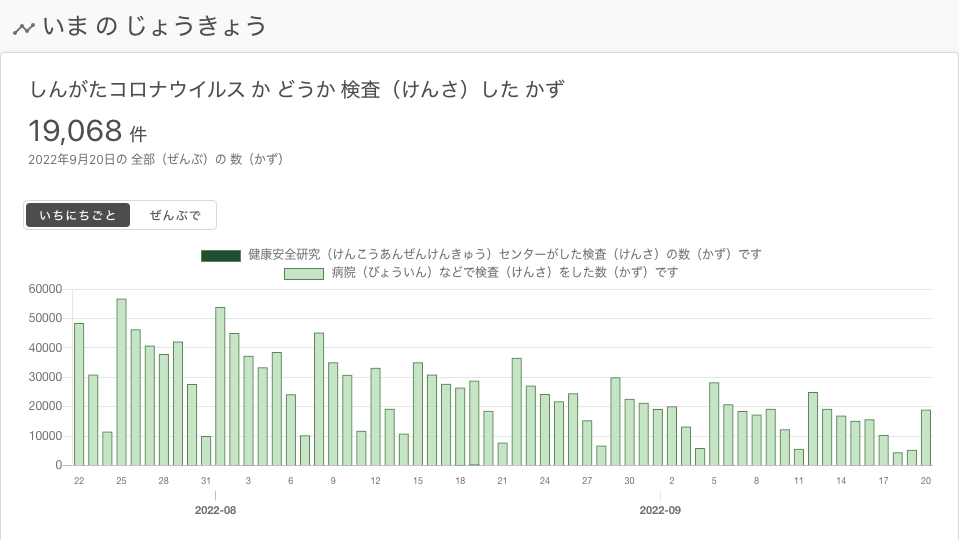 いま の じょうきょう
しんがたコロナウイルス か どうか 検査（けんさ）した かず
19,068 件
2022年9月20日の 全部（ぜんぶ）の 数（かず）
いちにちごと ぜんぶで
健康安全研究（けんこうあんぜんけんきゅう）センターがした検査（けんさ）の数（かず）です
病院（びょういん）などで検査（けんさ）をした数（かず）です
60000
50000
40000
30000
20000
10000
0
22 25 28 31 3 6 9 12 15 18 21 24 27 30 2 5 8 11 14 17 20
2022-08 2022-09